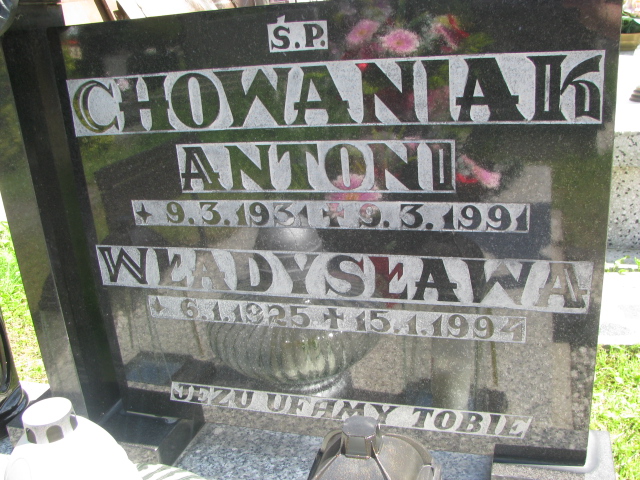 Ś.P.
CHOWANIAK
ANTONI
✦ 9.3.1931 ✝ 9.3.1991
WŁADYSŁAWA
✦ 6.1.1925 ✝ 15.1.1994
JEZU UFAMY TOBIE